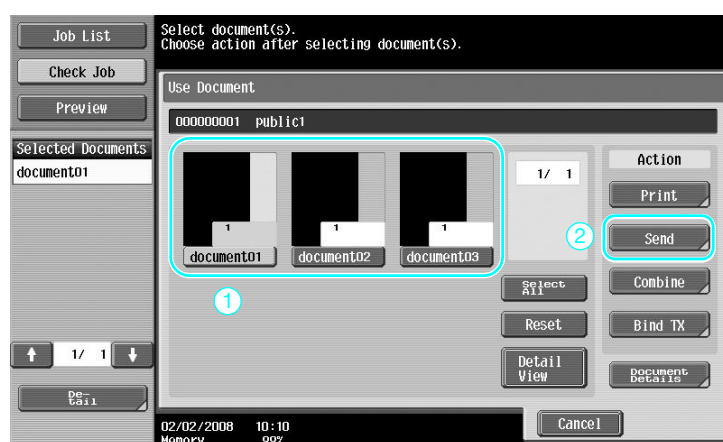 Job List
Check Job
Preview
Selected Documents
document01
1/ 1
De-
tail
Select document(s).
Choose action after selecting document(s).
Use Document
000000001 public1
1
document01
1
document02
1
document03
1
1/ 1
Select
All
Reset
Detail
View
Action
Print
2
Send
Combine
Bind TX
Document
Details
02/02/2008 10:10
Memory 99%
Cancel